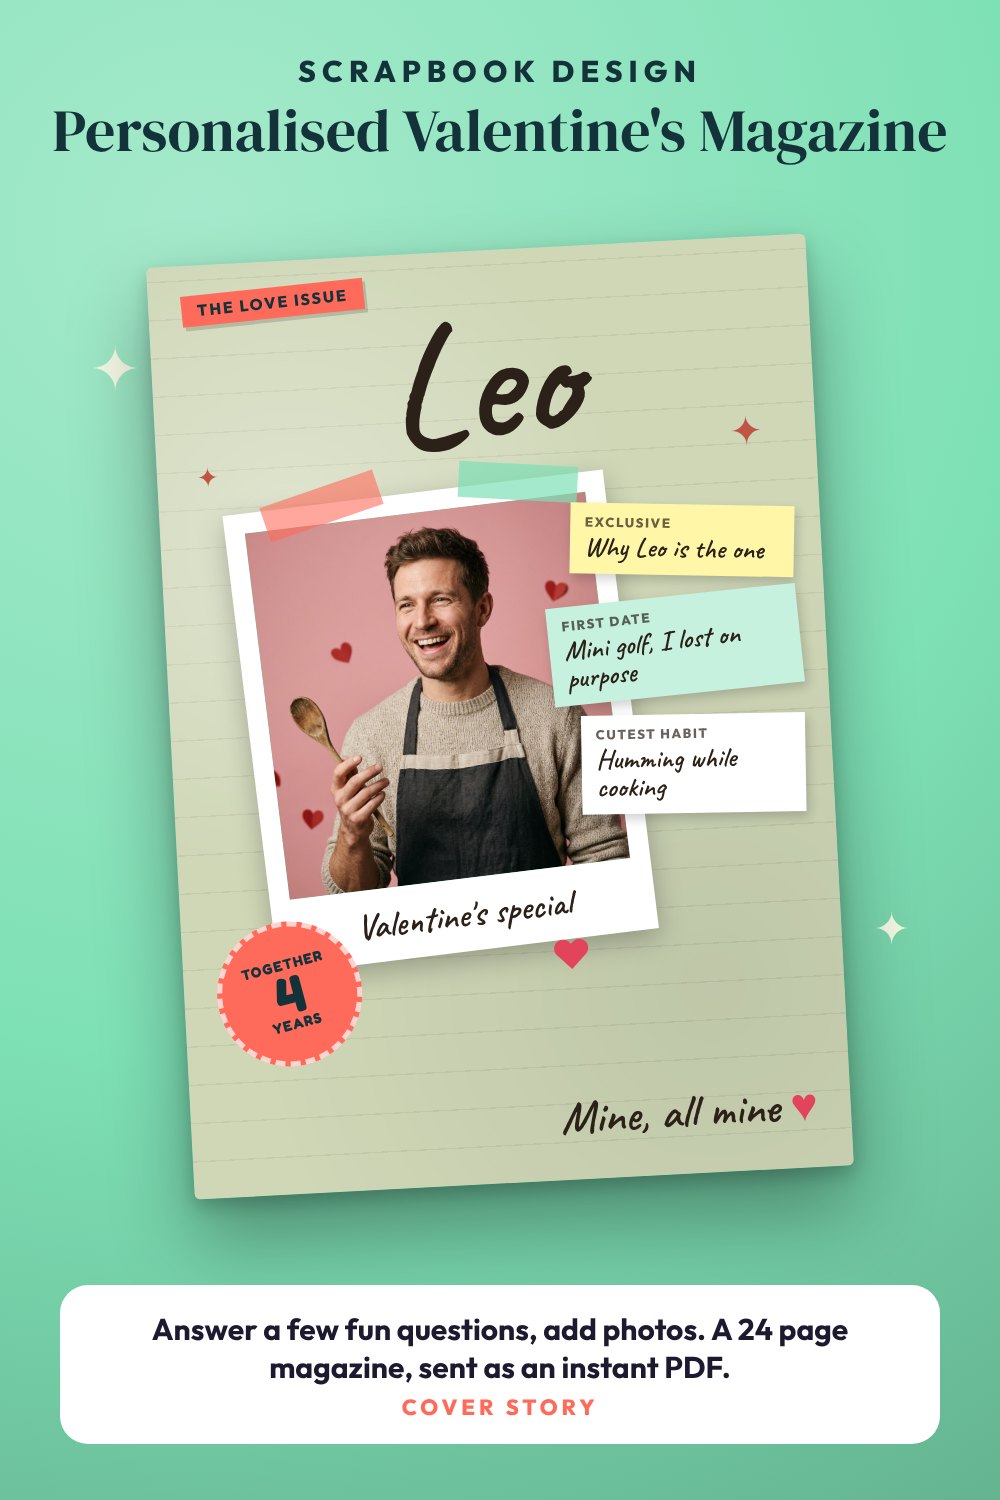 SCRAPBOOK DESIGN
Personalised Valentine's Magazine
THE LOVE ISSUE
Leo
EXCLUSIVE
Why Leo is the one
FIRST DATE
Mini golf, I lost on
purpose
CUTEST HABIT
Humming while
cooking
Valentine's special
TOGETHER
4
YEARS
Mine, all mine ♥
Answer a few fun questions, add photos. A 24 page
magazine, sent as an instant PDF.
COVER STORY